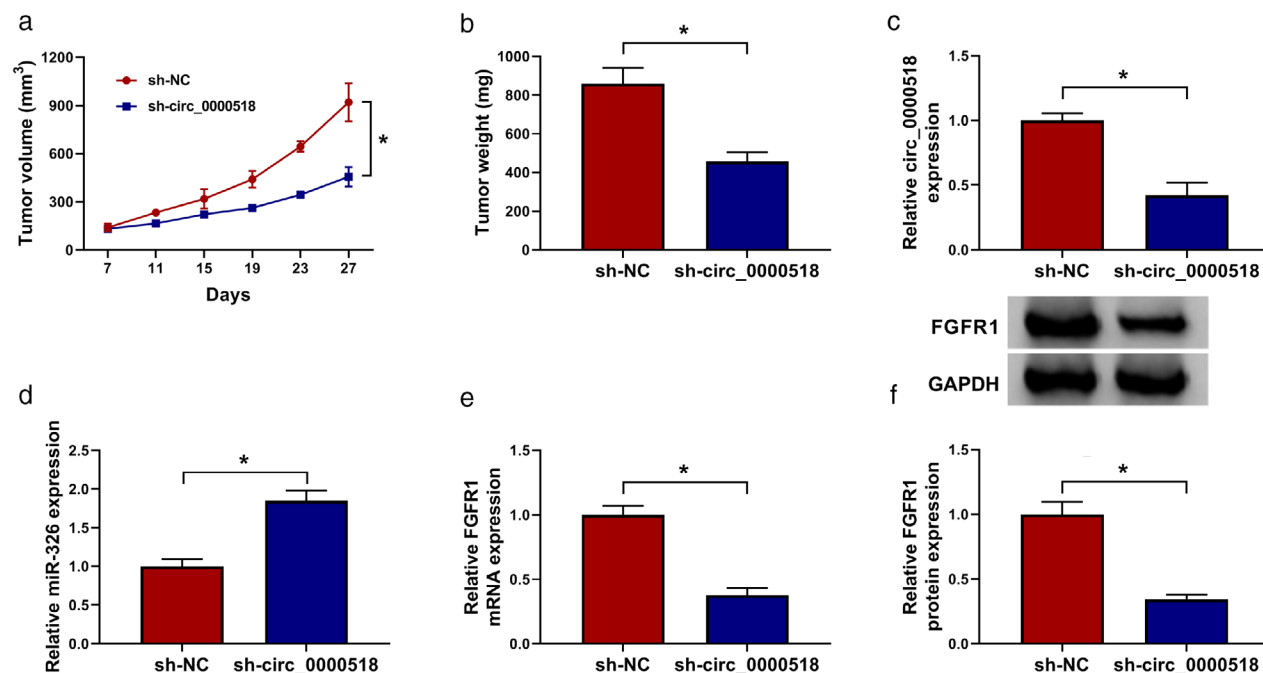 a
Tumor volume (mm3)
1200
900
600
300
0
sh-NC
sh-circ_0000518
*
7 11 15 19 23 27
Days
b
Tumor weight (mg)
1000
800
600
400
200
0
*
sh-NC sh-circ_0000518
c
Relative circ_0000518
expression
1.5
1.0
0.5
0.0
*
sh-NC sh-circ_0000518
d
Relative miR-326 expression
2.5
2.0
1.5
1.0
0.5
0.0
*
sh-NC sh-circ_0000518
e
Relative FGFR1
mRNA expression
1.5
1.0
0.5
0.0
*
sh-NC sh-circ_0000518
f
FGFR1
GAPDH
Relative FGFR1
protein expression
1.5
1.0
0.5
0.0
*
sh-NC sh-circ_0000518